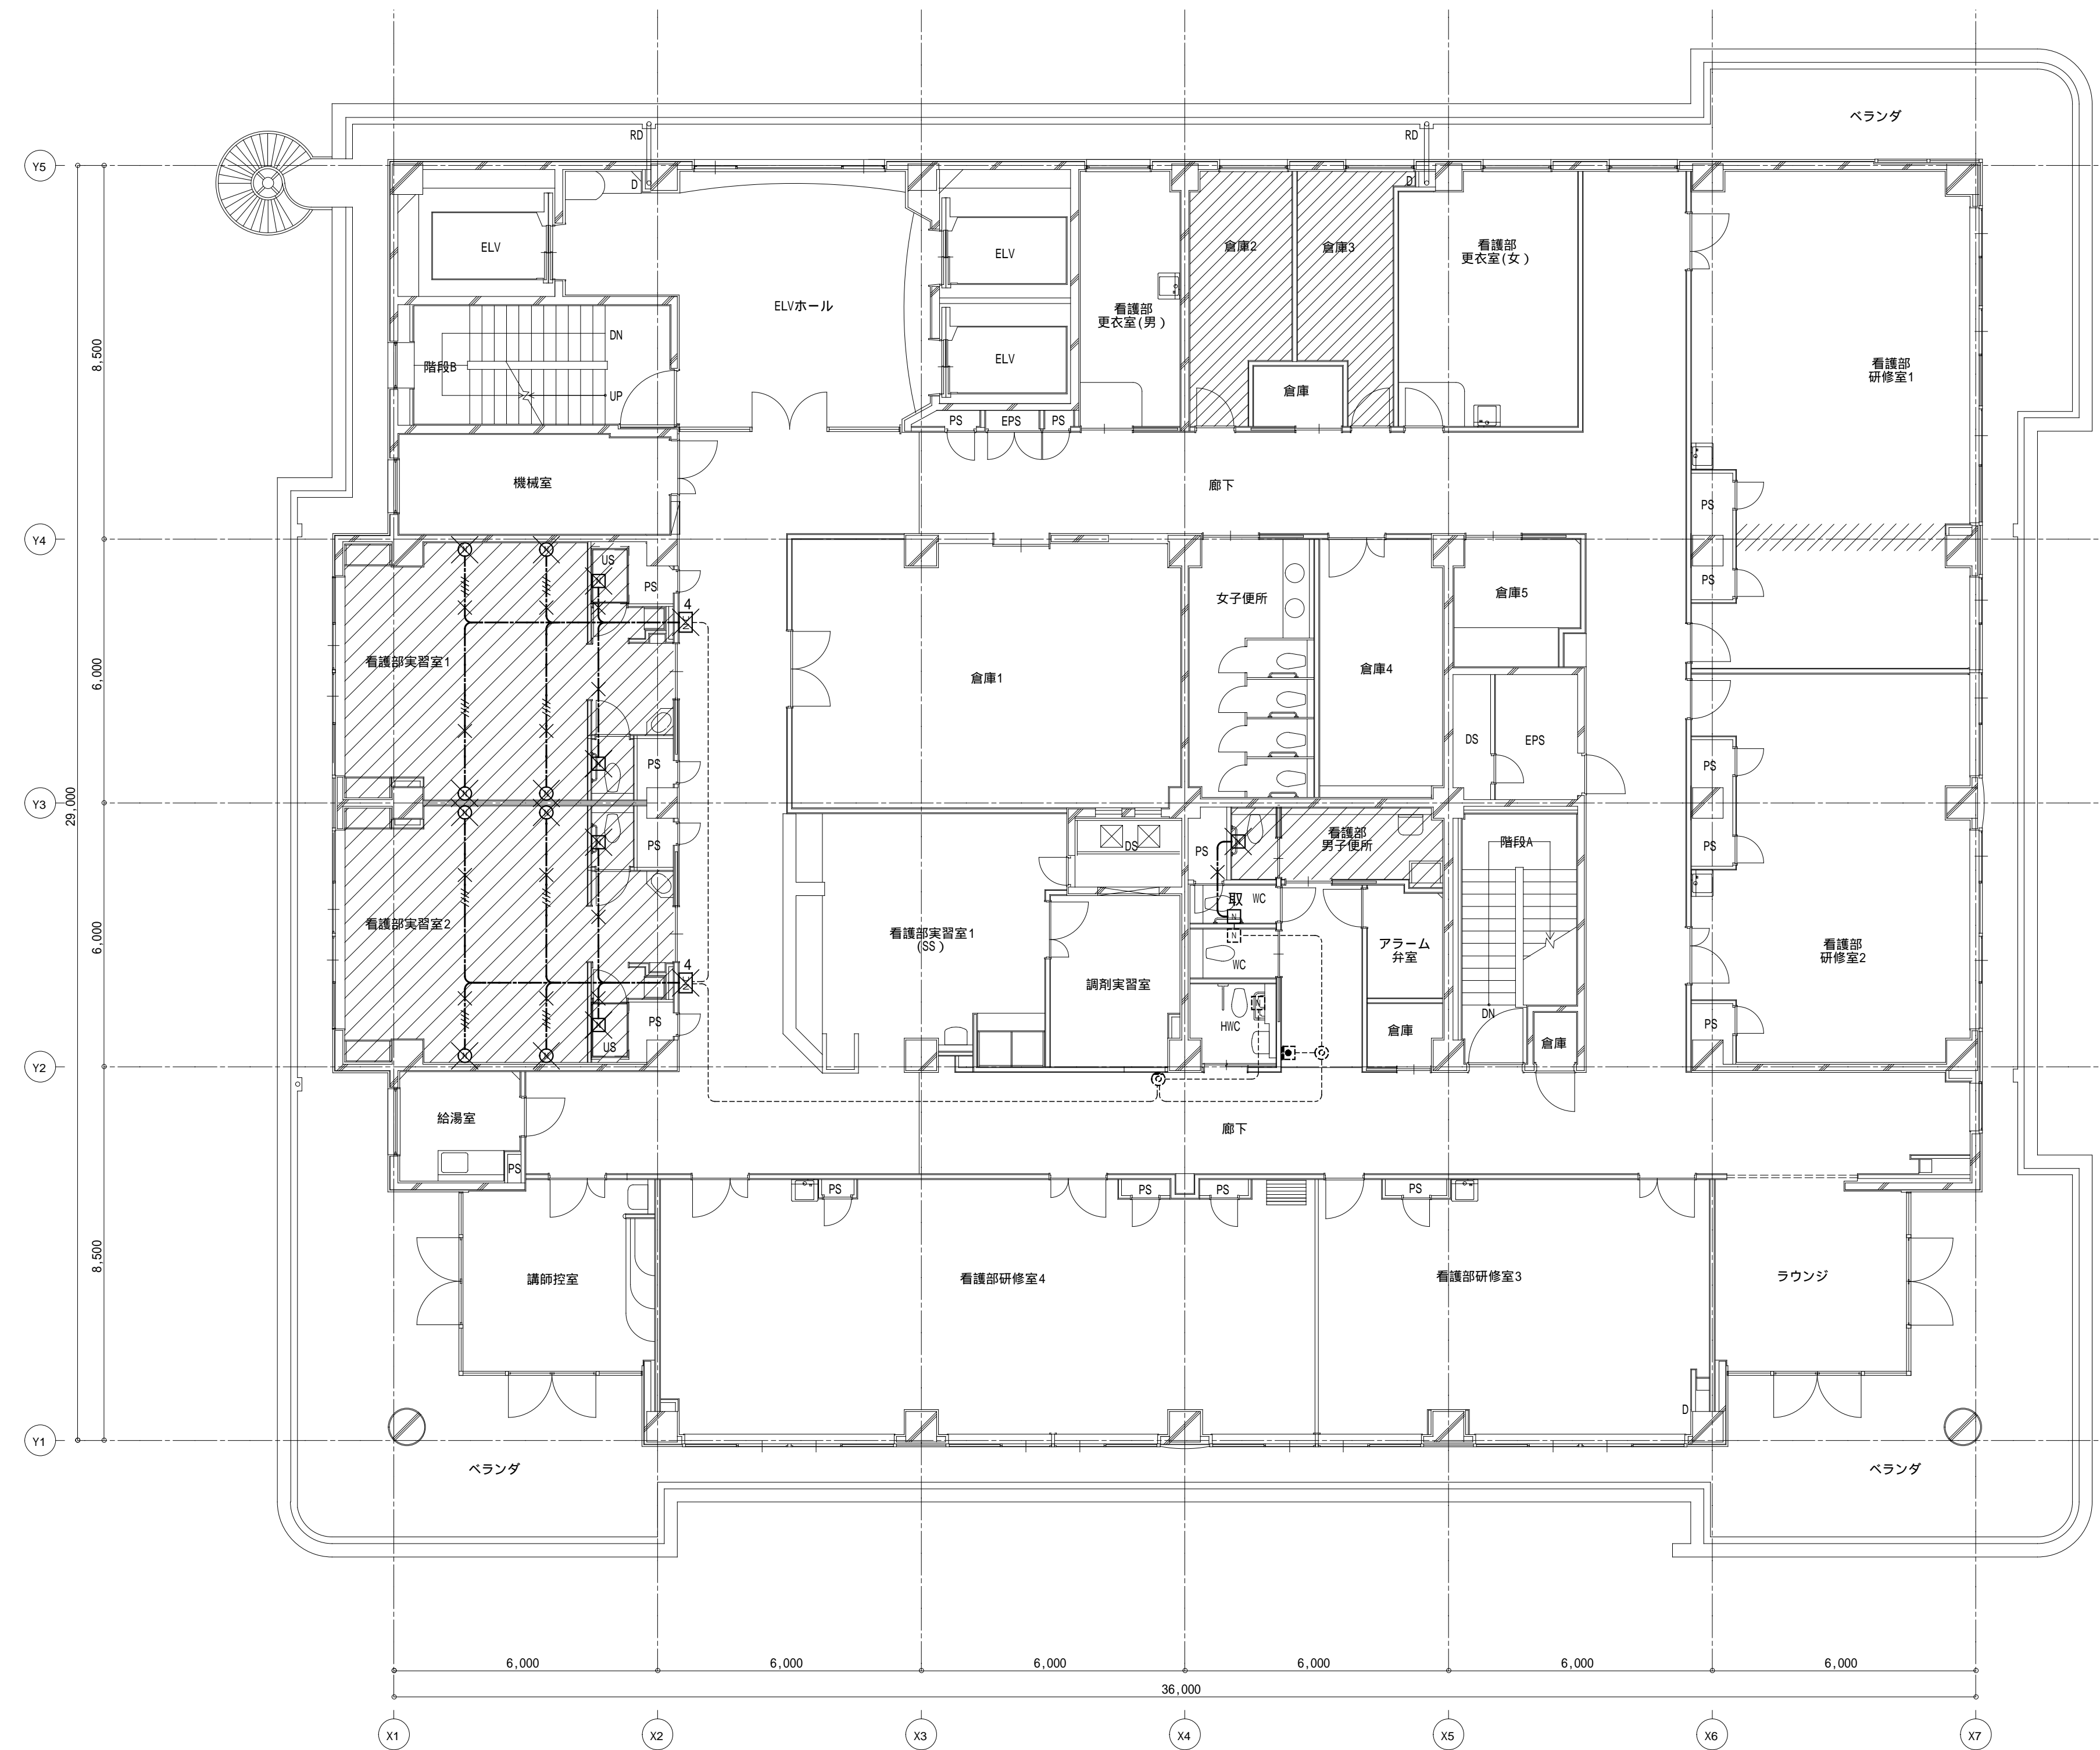 ベランダ
RD
RD
Y5
D
D
ELV
ELV
倉庫2
倉庫3
看護部
更衣室(女)
ELVホール
看護部
更衣室(男)
DN
8,500
階段B
ELV
看護部
研修室1
UP
倉庫
PS
EPS
PS
機械室
廊下
PS
Y4
US
PS
PS
4
女子便所
倉庫5
看護部実習室1
倉庫1
倉庫4
6,000
DS
EPS
PS
PS
Y3
29,000
看護部
男子便所
階段A
PS
PS
DS
PS
取
WC
N
看護部実習室2
看護部実習室1
(SS)
N
アラーム
弁室
看護部
研修室2
6,000
WC
4
調剤実習室
N
HWC
DN
PS
PS
倉庫
倉庫
US
Y2
給湯室
廊下
PS
PS
PS
PS
PS
8,500
講師控室
看護部研修室4
看護部研修室3
ラウンジ
D
Y1
ベランダ
ベランダ
6,000
6,000
6,000
6,000
6,000
6,000
36,000
X1
X2
X3
X4
X5
X6
X7